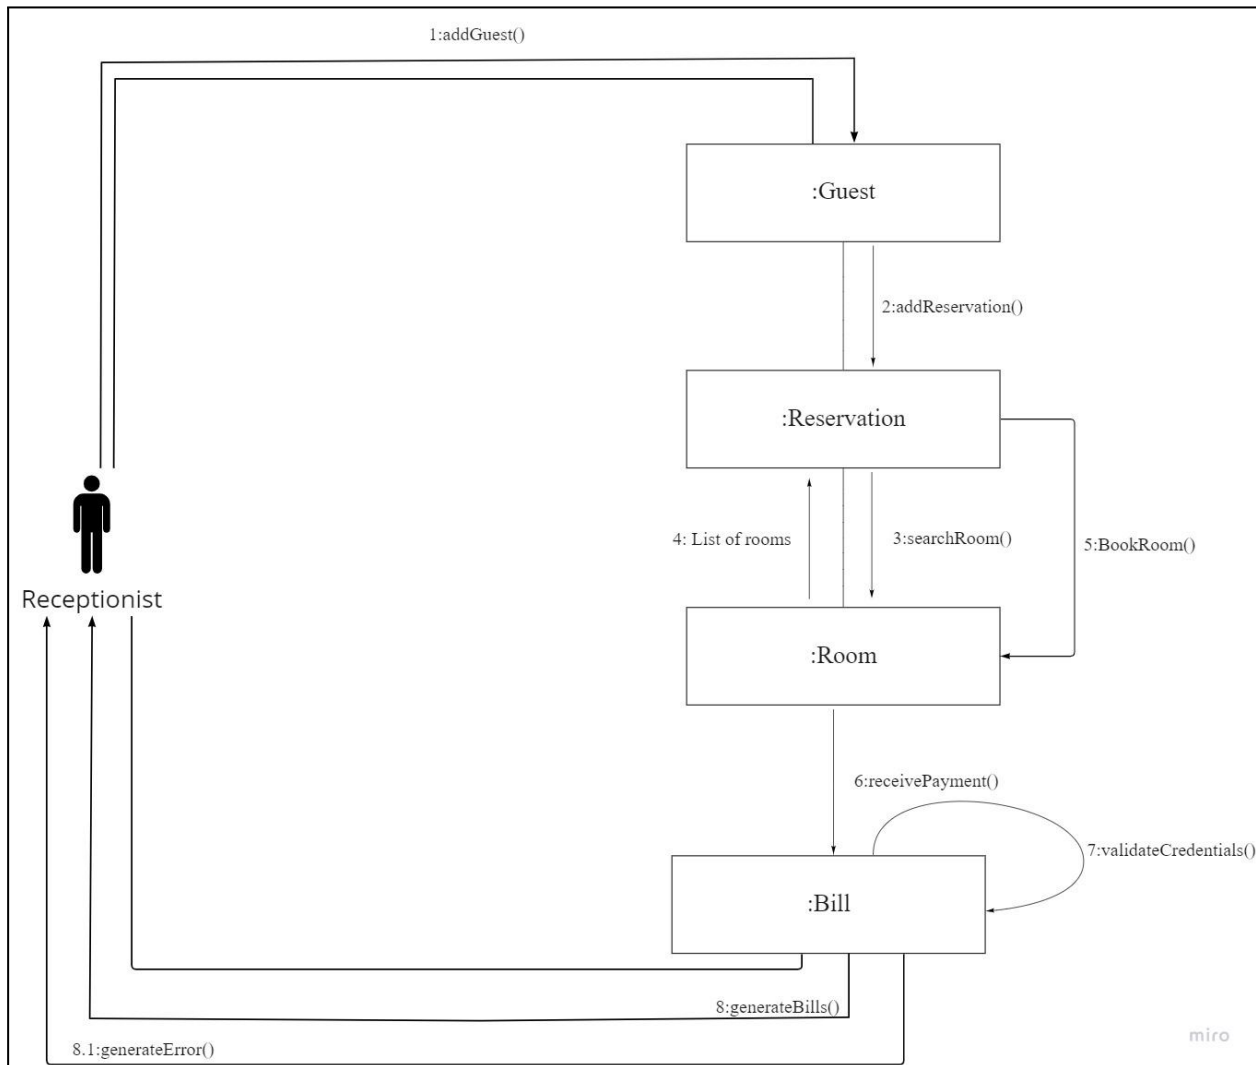 1:addGuest()
:Guest
2:addReservation()
:Reservation
4: List of rooms
3:searchRoom()
5:BookRoom()
Receptionist
:Room
6:receivePayment()
7:validateCredentials()
:Bill
8:generateBills()
8.1:generateError()
miro